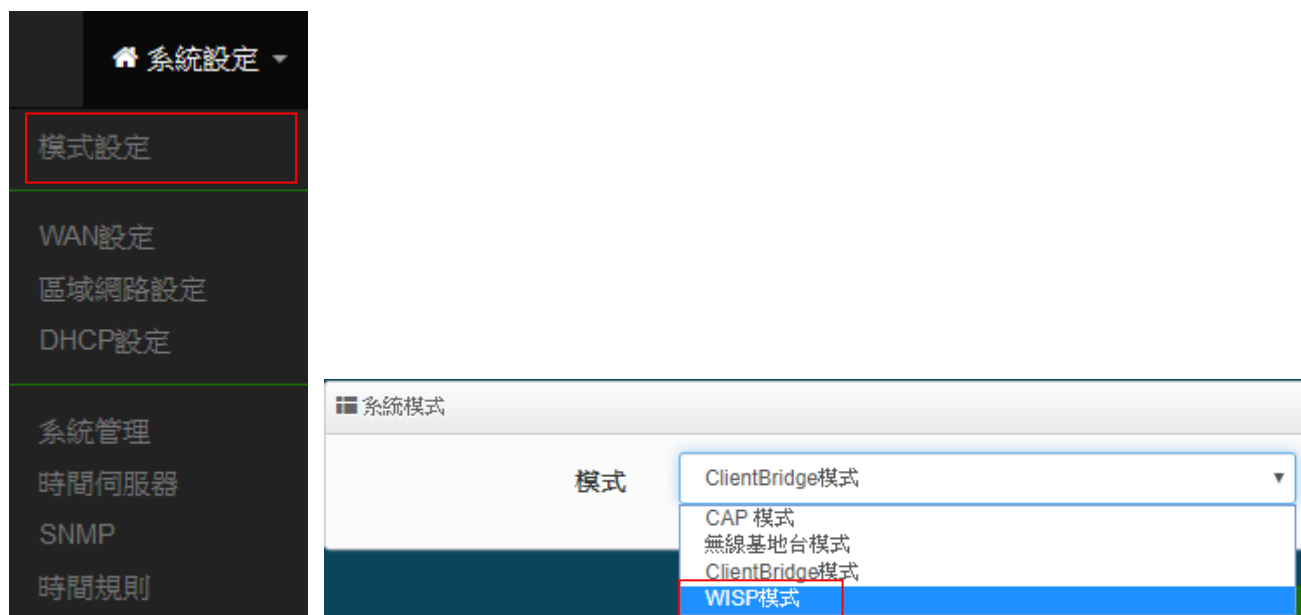 系統設定
模式設定
WAN設定
區域網路設定
DHCP設定
系統管理
時間伺服器
SNMP
時間規則
系統模式
模式 ClientBridge模式
CAP 模式
無線基地台模式
ClientBridge模式
WISP模式